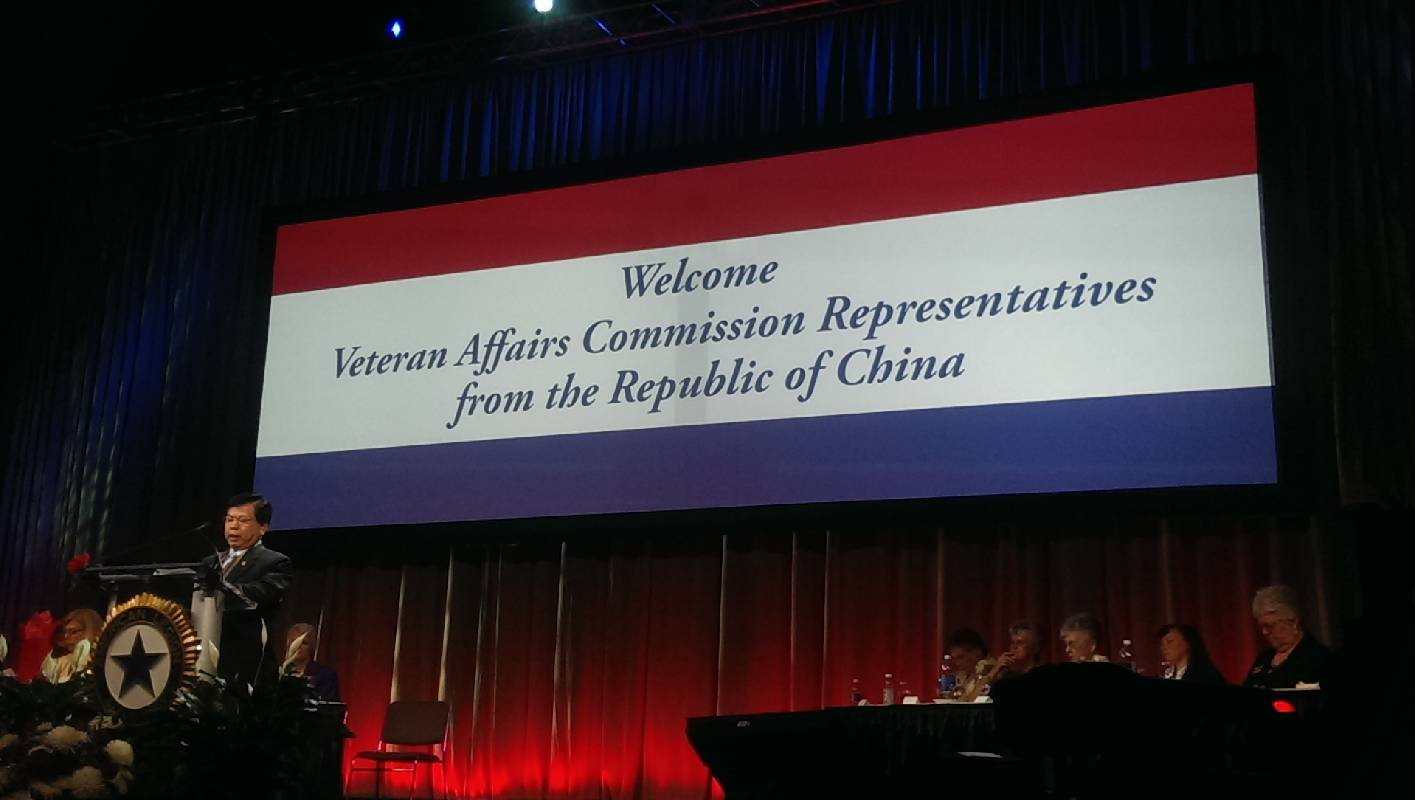 Welcome
Veteran Affairs Commission Representatives
from the Republic of China